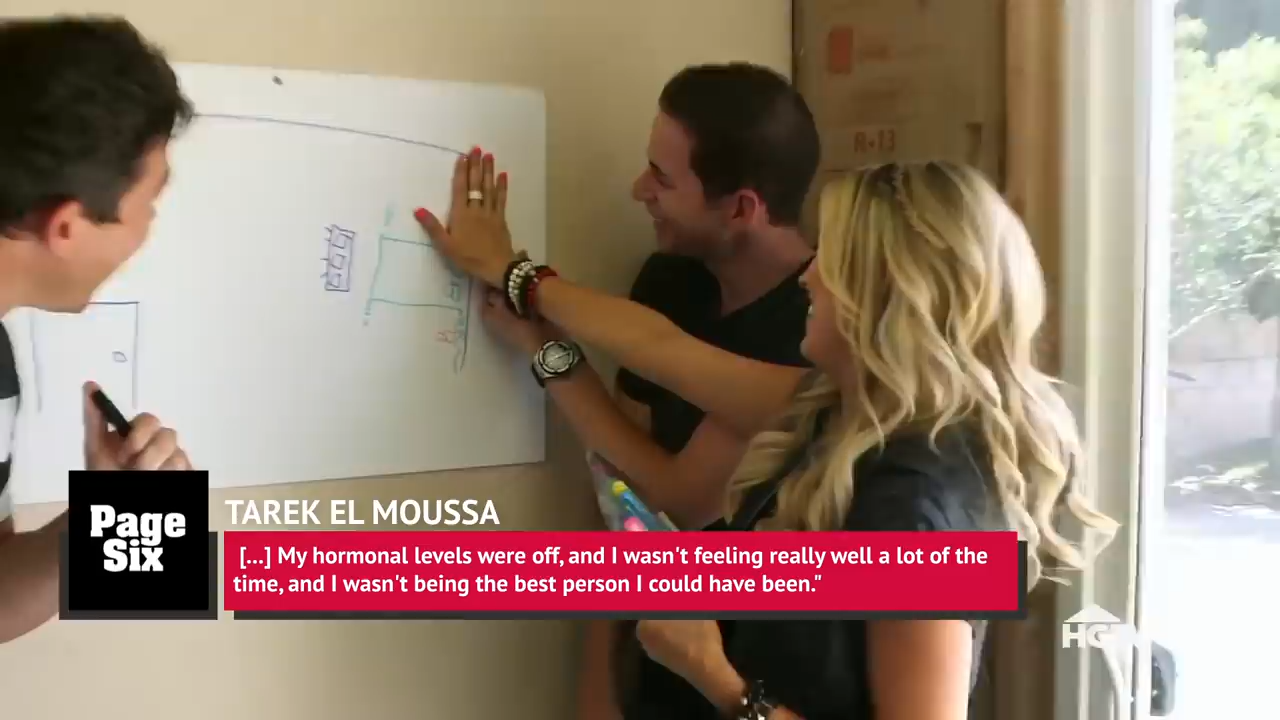 R-13
TAREK EL MOUSSA
Page
Six
[...] My hormonal levels were off, and I wasn't feeling really well a lot of the
time, and I wasn't being the best person I could have been."